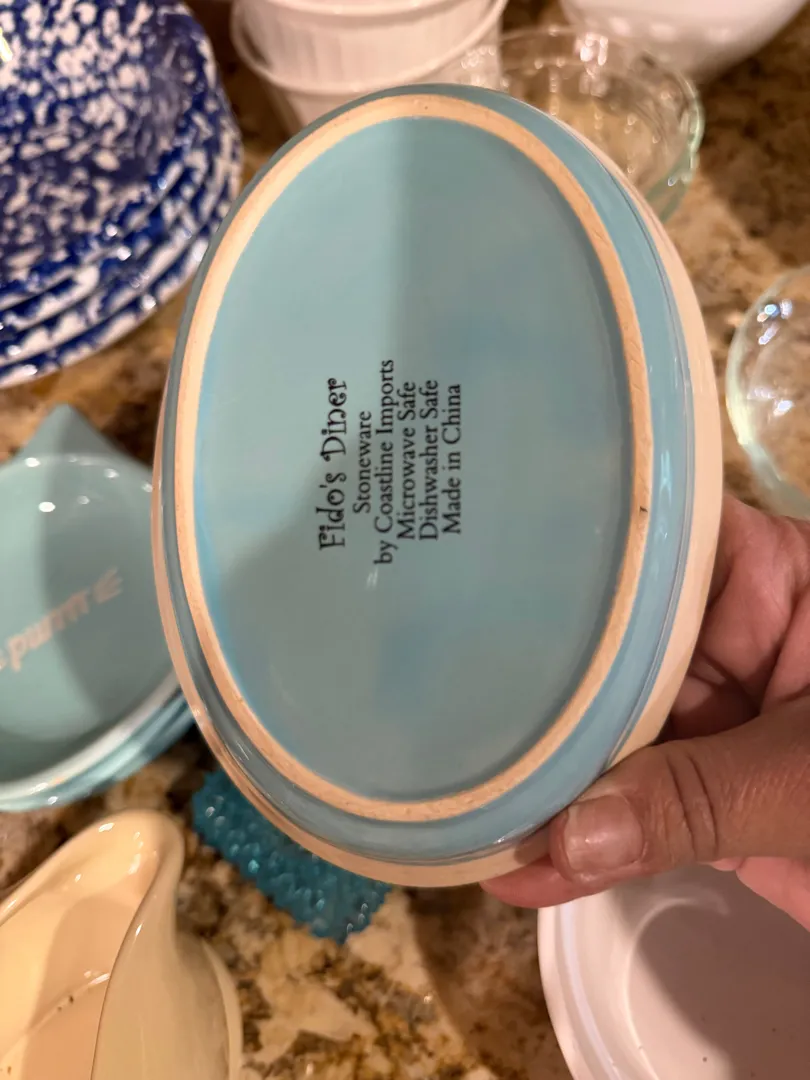 Fido's Diner
Stoneware
by Coastline Imports
Microwave Safe
Dishwasher Safe
Made in China